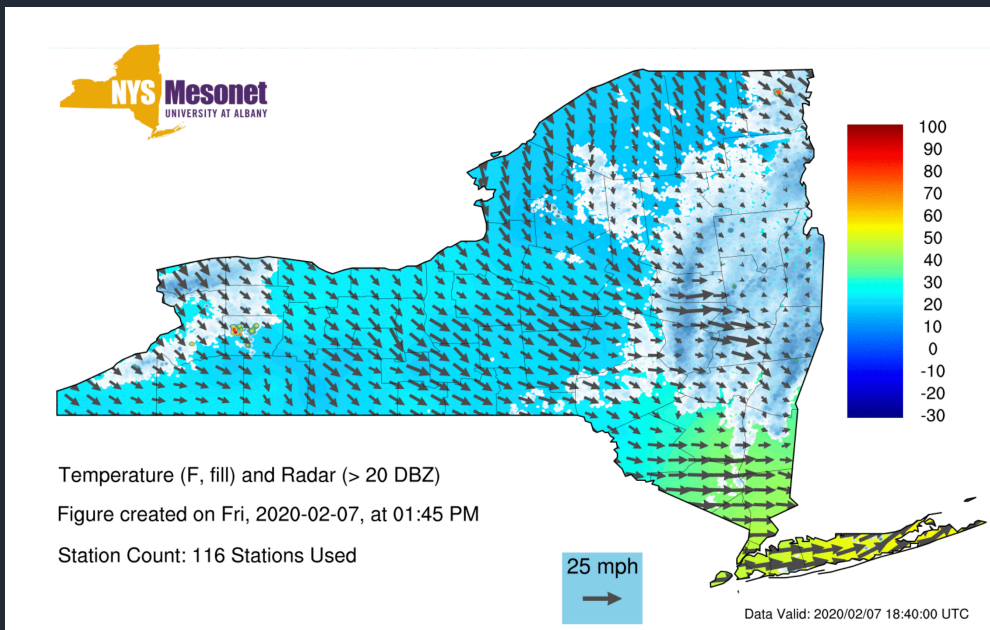 NYS Mesonet
UNIVERSITY AT ALBANY
100
90
80
70
60
50
40
30
20
10
0
-10
-20
-30
Temperature (F, fill) and Radar (> 20 DBZ)
Figure created on Fri, 2020-02-07, at 01:45 PM
Station Count: 116 Stations Used
25 mph
Data Valid: 2020/02/07 18:40:00 UTC